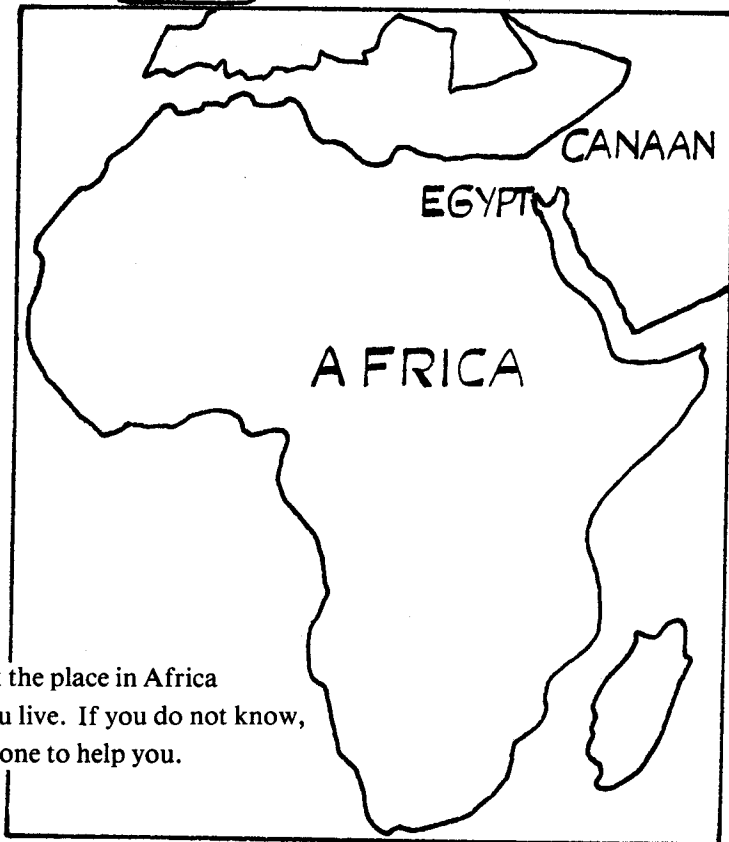 CANAAN
EGYPT
AFRICA
the place in Africa
u live. If you do not know,
one to help you.